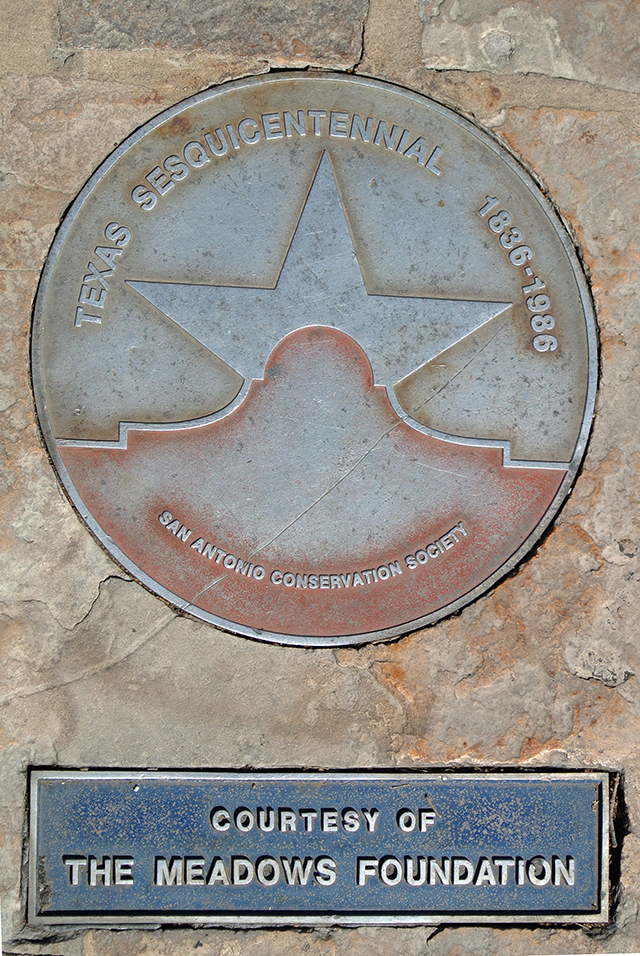 TEXAS SESQUICENTENNIAL 1836-1986
SAN ANTONIO CONSERVATION SOCIETY
COURTESY OF
THE MEADOWS FOUNDATION